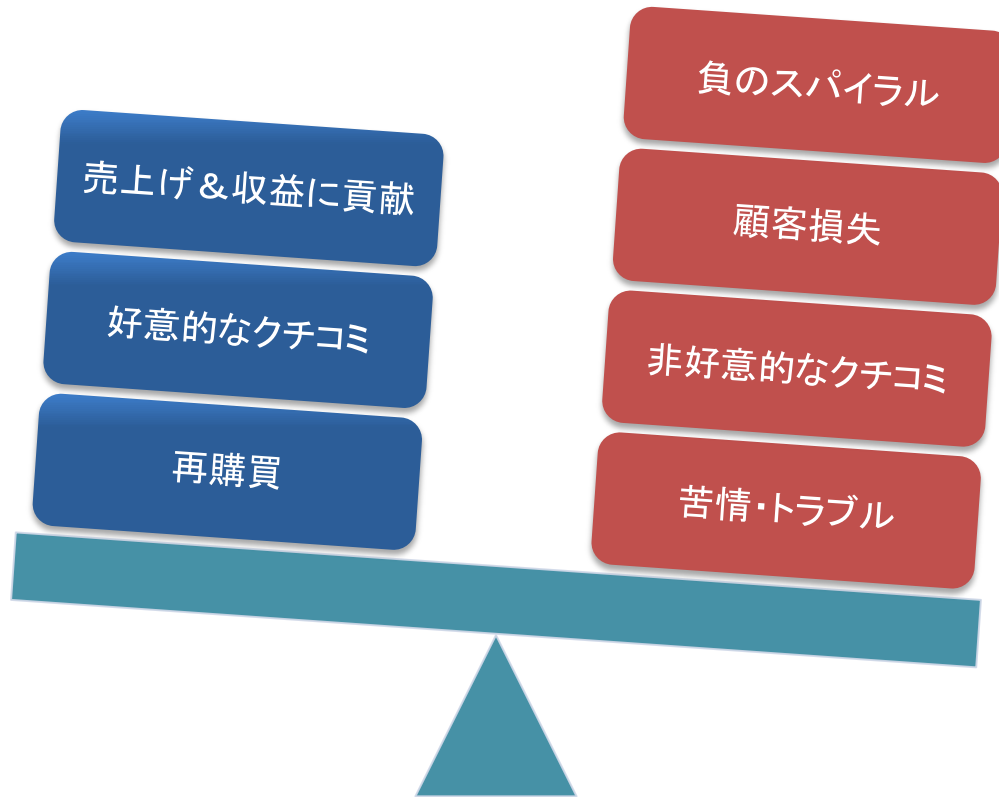 売上げ＆収益に貢献
好意的なクチコミ
再購買
負のスパイラル
顧客損失
非好意的なクチコミ
苦情・トラブル